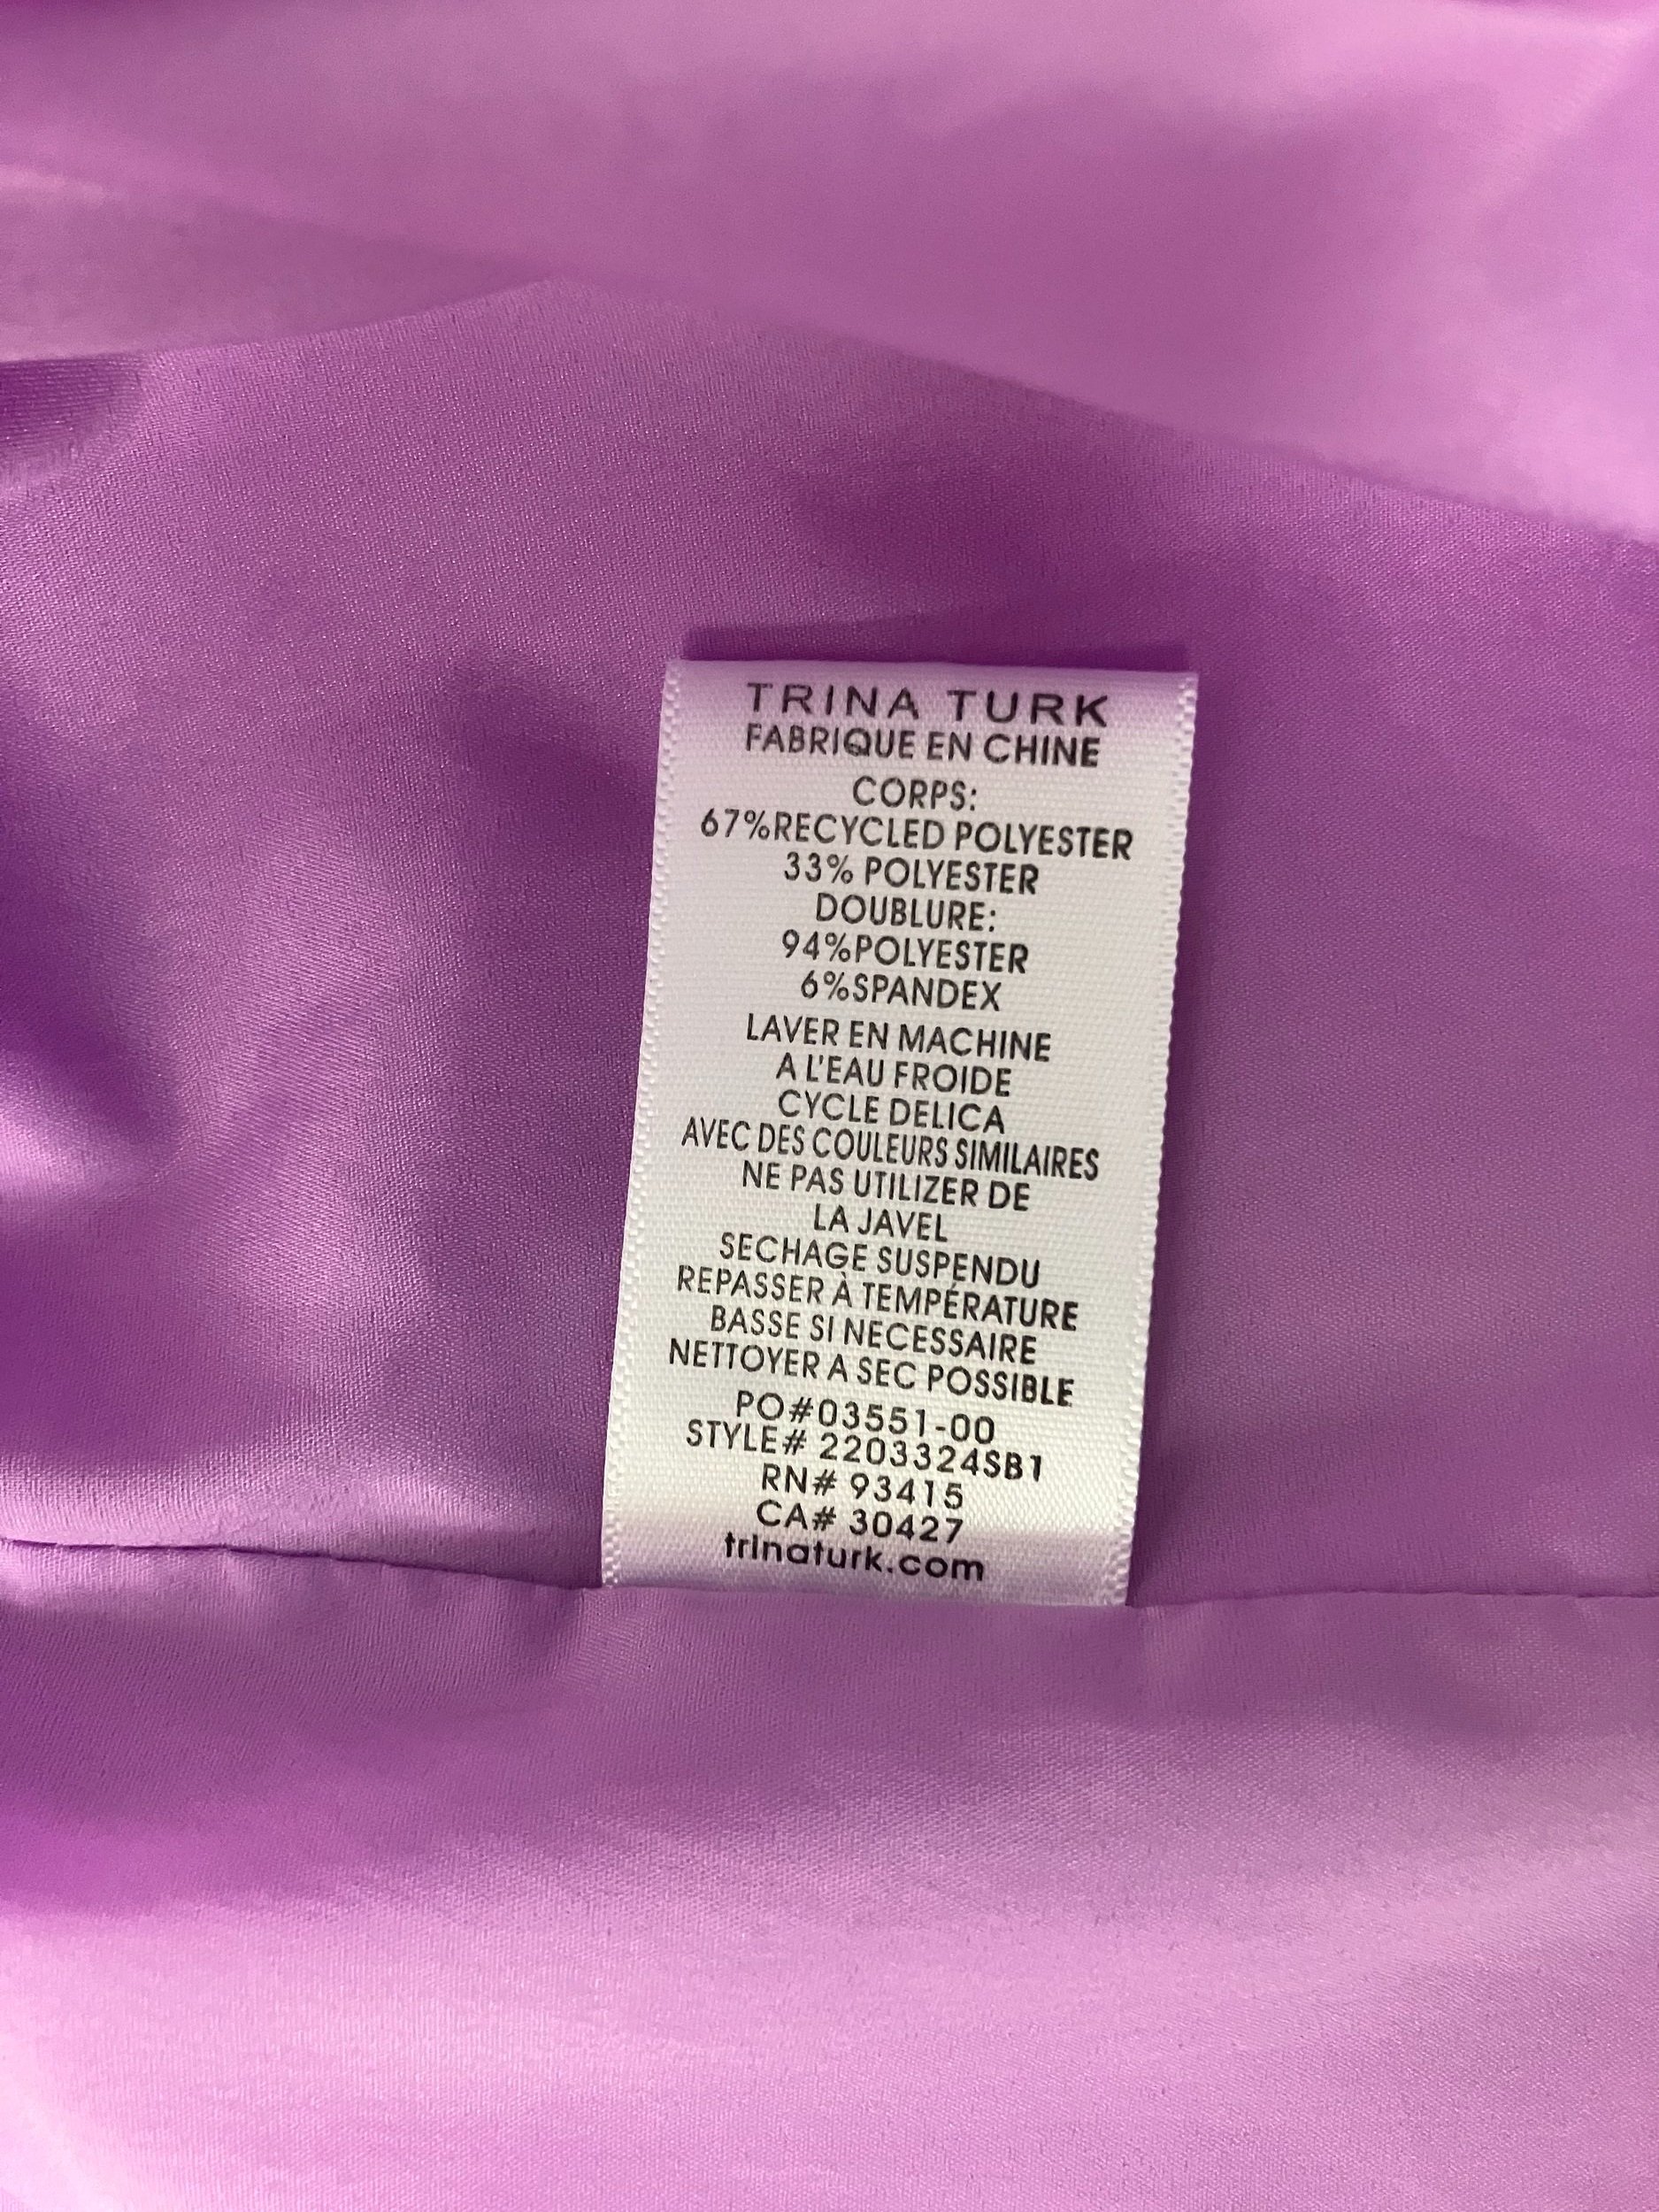 TRINA TURK
FABRIQUE EN CHINE
CORPS:
67%RECYCLED POLYESTER
33% POLYESTER
DOUBLURE:
94%POLYESTER
6%SPANDEX
LAVER EN MACHINE
A L'EAU FROIDE
CYCLE DELICA
AVEC DES COULEURS SIMILAIRES
NE PAS UTILIZER DE
LA JAVEL
SECHAGE SUSPENDU
REPASSER À TEMPÉRATURE
BASSE SI NECESSAIRE
NETTOYER A SEC POSSIBLE
PO#03551-00
STYLE# 2203324SB1
RN# 93415
CA# 30427
trinaturk.com